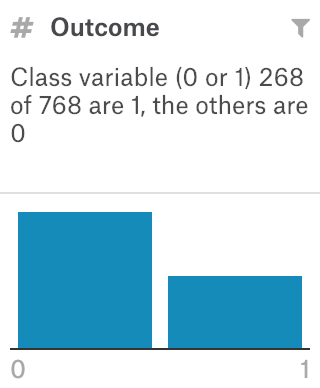 # Outcome
Class variable (0 or 1) 268
of 768 are 1, the others are
0
0 1